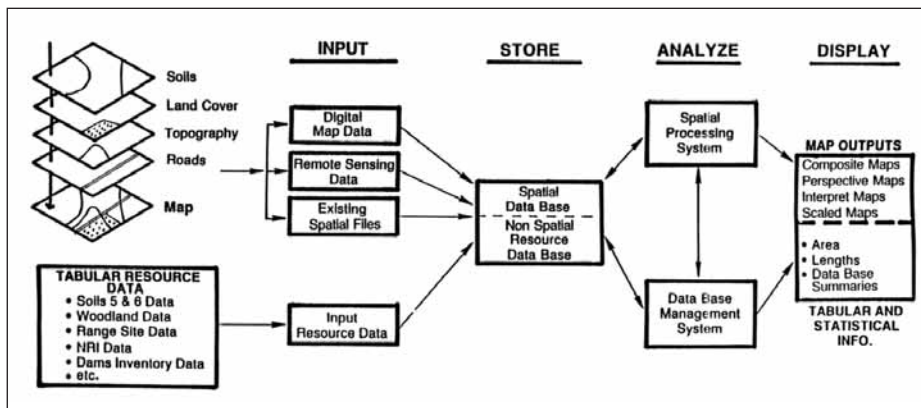 INPUT
STORE
ANALYZE
DISPLAY
Soils
Land Cover
Topography
Roads
Map
Digital
Map Data
Remote Sensing
Data
Existing
Spatial Files
Input
Resource Data
TABULAR RESOURCE
DATA
• Soils 5 & 6 Data
• Woodland Data
• Range Site Data
• NRI Data
• Dams Inventory Data
• etc.
Spatial
Data Base
Non Spatial
Resource
Data Base
Spatial
Processing
System
Data Base
Management
System
MAP OUTPUTS
Composite Maps
Perspective Maps
Interpret Maps
Scaled Maps
• Area
• Lengths
• Data Base
Summaries
TABULAR AND
STATISTICAL
INFO.